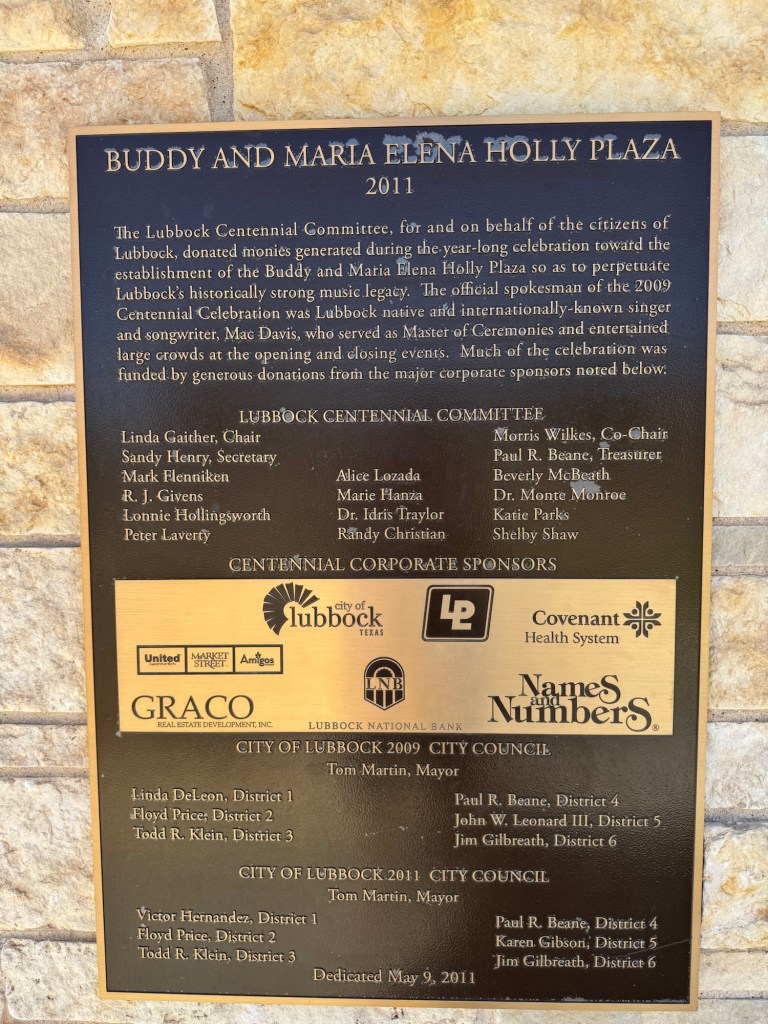 BUDDY AND MARIA ELENA HOLLY PLAZA
2011
The Lubbock Centennial Committee, for and on behalf of the citizens of
Lubbock, donated monies generated during the year-long celebration toward the
establishment of the Buddy and Maria Elena Holly Plaza so as to perpetuate
Lubbock's historically strong music legacy. The official spokesman of the 2009
Centennial Celebration was Lubbock native and internationally-known singer
and songwriter, Mac Davis, who served as Master of Ceremonies and entertained
large crowds at the opening and closing events. Much of the celebration was
funded by generous donations from the major corporate sponsors noted below.
LUBBOCK CENTENNIAL COMMITTEE
Linda Gaither, Chair
Sandy Henry, Secretary
Mark Flenniken
R. J. Givens
Lonnie Hollingsworth
Peter Laverty
Alice Lozada
Marie Hanza
Dr. Idris Traylor
Randy Christian
Morris Wilkes, Co-Chair
Paul R. Beane, Treasurer
Beverly McBeath
Dr. Monte Monroe
Katie Parks
Shelby Shaw
CENTENNIAL CORPORATE SPONSORS
city of
lubbock
TEXAS
LP
Covenant
Health System
United
Supermarkets
MARKET
STREET
Amigos
GRACO
REAL ESTATE DEVELOPMENT, INC.
LNB
LUBBOCK NATIONAL BANK
Names
and
Numbers®
CITY OF LUBBOCK 2009 CITY COUNCIL
Tom Martin, Mayor
Linda DeLeon, District 1
Floyd Price, District 2
Todd R. Klein, District 3
Paul R. Beane, District 4
John W. Leonard III, District 5
Jim Gilbreath, District 6
CITY OF LUBBOCK 2011 CITY COUNCIL
Tom Martin, Mayor
Victor Hernandez, District 1
Floyd Price, District 2
Todd R. Klein, District 3
Paul R. Beane, District 4
Karen Gibson, District 5
Jim Gilbreath, District 6
Dedicated May 9, 2011